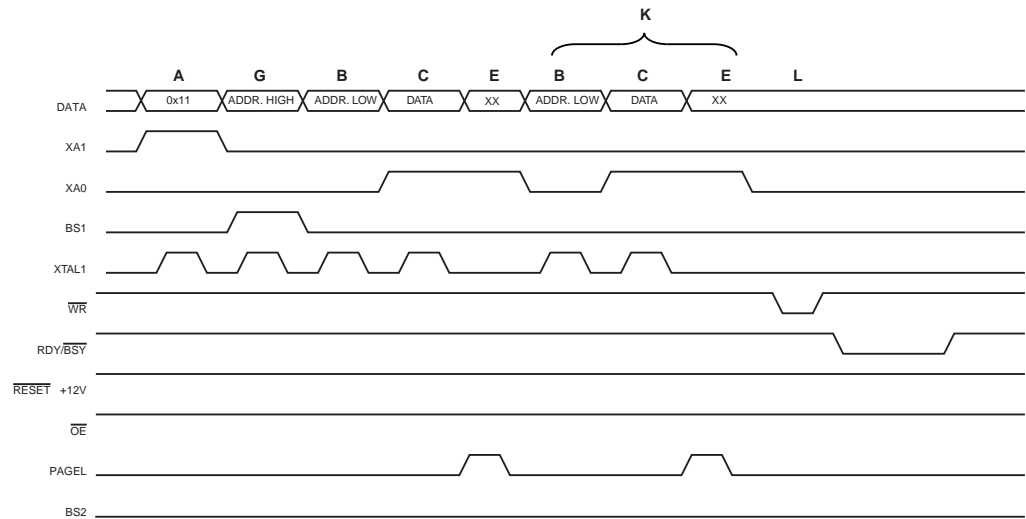 K
A G B C E B C E L
DATA 0x11 ADDR. HIGH ADDR. LOW DATA XX ADDR. LOW DATA XX
XA1
XA0
BS1
XTAL1
WR
RDY/BSY
RESET +12V
OE
PAGEL
BS2